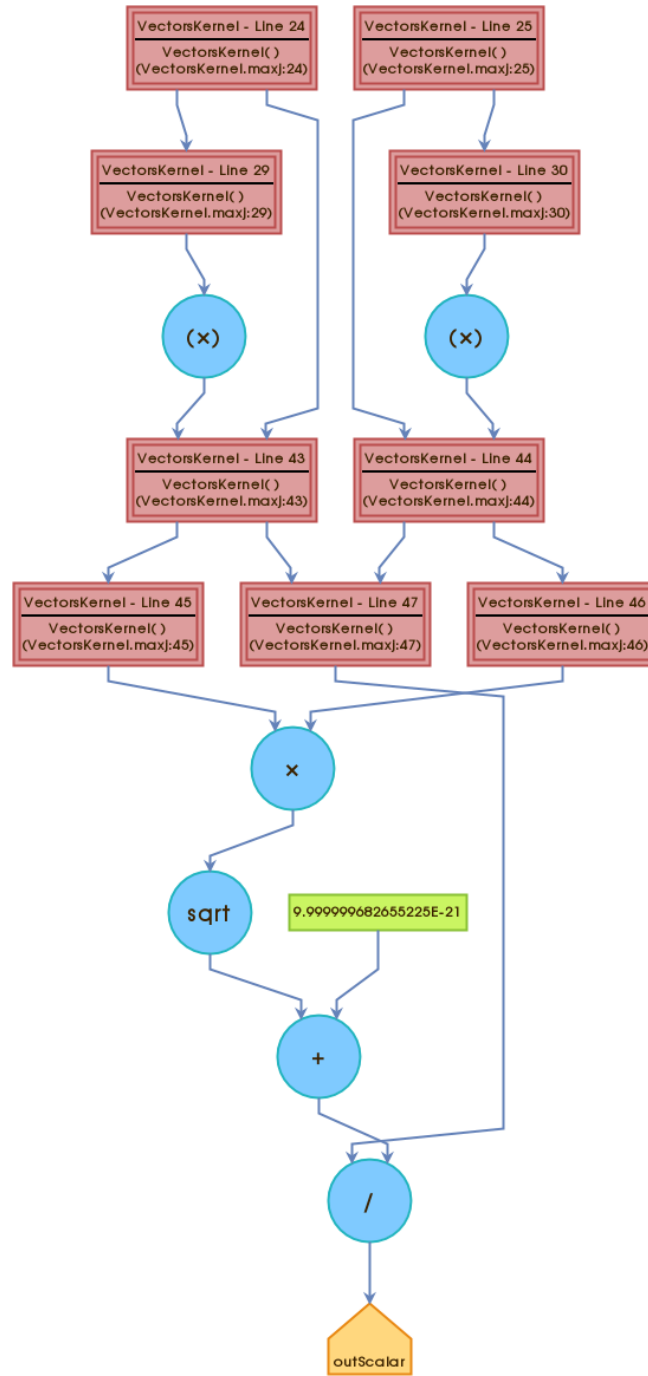 VectorsKernel - Line 24
VectorsKernel()
(VectorsKernel.maxj:24)
VectorsKernel - Line 25
VectorsKernel()
(VectorsKernel.maxj:25)
VectorsKernel - Line 29
VectorsKernel()
(VectorsKernel.maxj:29)
VectorsKernel - Line 30
VectorsKernel()
(VectorsKernel.maxj:30)
(×)
(×)
VectorsKernel - Line 43
VectorsKernel()
(VectorsKernel.maxj:43)
VectorsKernel - Line 44
VectorsKernel()
(VectorsKernel.maxj:44)
VectorsKernel - Line 45
VectorsKernel()
(VectorsKernel.maxj:45)
VectorsKernel - Line 47
VectorsKernel()
(VectorsKernel.maxj:47)
VectorsKernel - Line 46
VectorsKernel()
(VectorsKernel.maxj:46)
×
sqrt
9.999999682655225E-21
+
/
outScalar